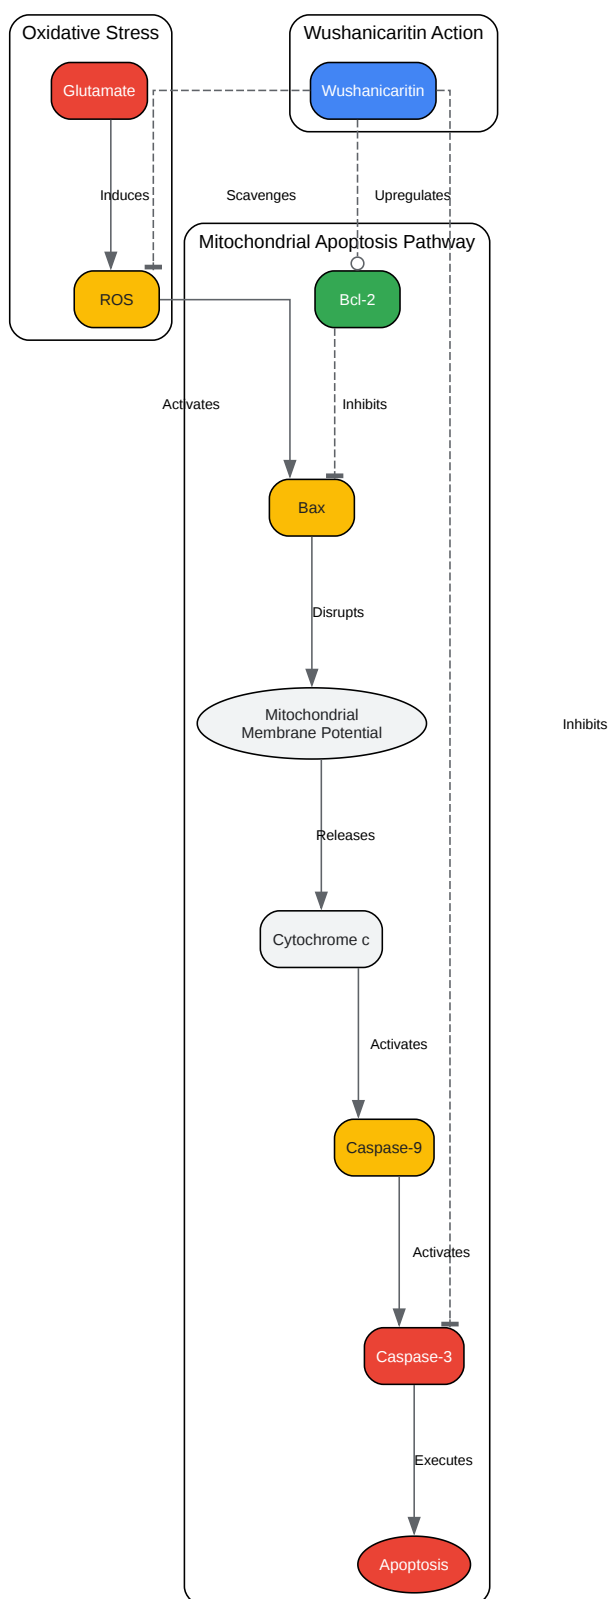 Oxidative Stress
Wushanicaritin Action
Glutamate
Wushanicaritin
Induces
Scavenges
Upregulates
Mitochondrial Apoptosis Pathway
ROS
Bcl-2
Activates
Inhibits
Bax
Disrupts
Mitochondrial
Membrane Potential
Inhibits
Releases
Cytochrome c
Activates
Caspase-9
Activates
Caspase-3
Executes
Apoptosis